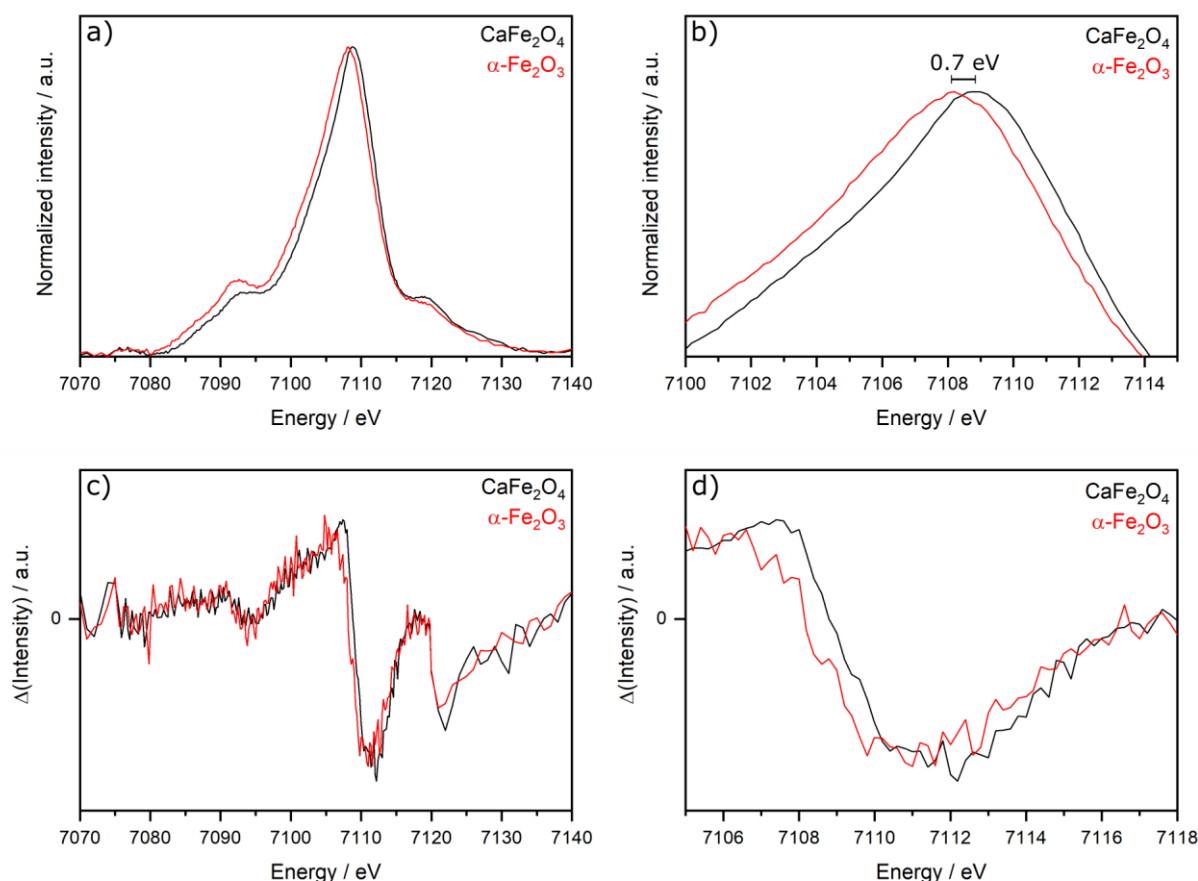 a)
CaFe₂O₄
α-Fe₂O₃
Normalized intensity / a.u.
7070 7080 7090 7100 7110 7120 7130 7140
Energy / eV
b)
0.7 eV
CaFe₂O₄
α-Fe₂O₃
Normalized intensity / a.u.
7100 7102 7104 7106 7108 7110 7112 7114
Energy / eV
c)
CaFe₂O₄
α-Fe₂O₃
0
Δ(Intensity) / a.u.
7070 7080 7090 7100 7110 7120 7130 7140
Energy / eV
d)
CaFe₂O₄
α-Fe₂O₃
0
Δ(Intensity) / a.u.
7106 7108 7110 7112 7114 7116 7118
Energy / eV